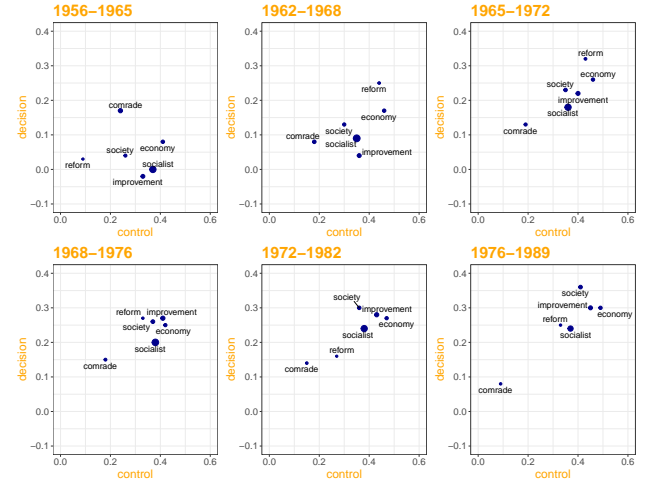 1956–1965
1962–1968
1965–1972
decision
0.4
0.3
0.2
0.1
0.0
−0.1
comrade
reform
society
economy
socialist
improvement
0.0
0.2
0.4
0.6
control
decision
0.4
0.3
0.2
0.1
0.0
−0.1
reform
economy
society
comrade
socialist
improvement
0.0
0.2
0.4
0.6
control
decision
0.4
0.3
0.2
0.1
0.0
−0.1
reform
economy
society
improvement
socialist
comrade
0.0
0.2
0.4
0.6
control
1968–1976
1972–1982
1976–1989
decision
0.4
0.3
0.2
0.1
0.0
−0.1
reform
improvement
society
economy
socialist
comrade
0.0
0.2
0.4
0.6
control
decision
0.4
0.3
0.2
0.1
0.0
−0.1
society
improvement
economy
socialist
reform
comrade
0.0
0.2
0.4
0.6
control
decision
0.4
0.3
0.2
0.1
0.0
−0.1
society
improvement
economy
reform
socialist
comrade
0.0
0.2
0.4
0.6
control